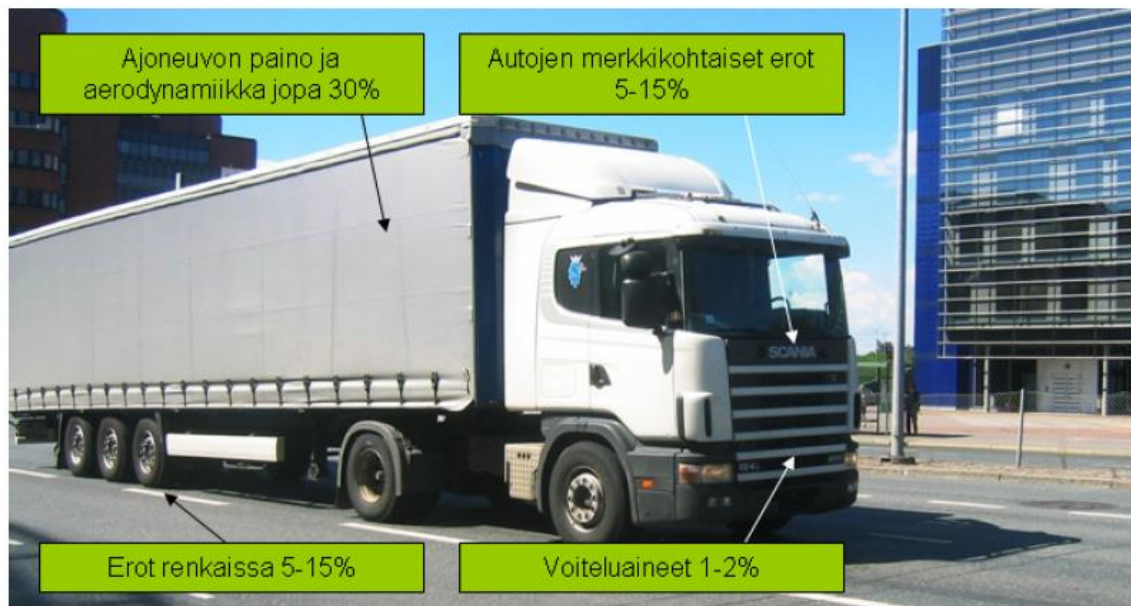 Ajoneuvon paino ja
aerodynamiikka jopa 30%
Autojen merkkikohtaiset erot
5-15%
SCANIA
Erot renkaissa 5-15%
Voiteluaineet 1-2%